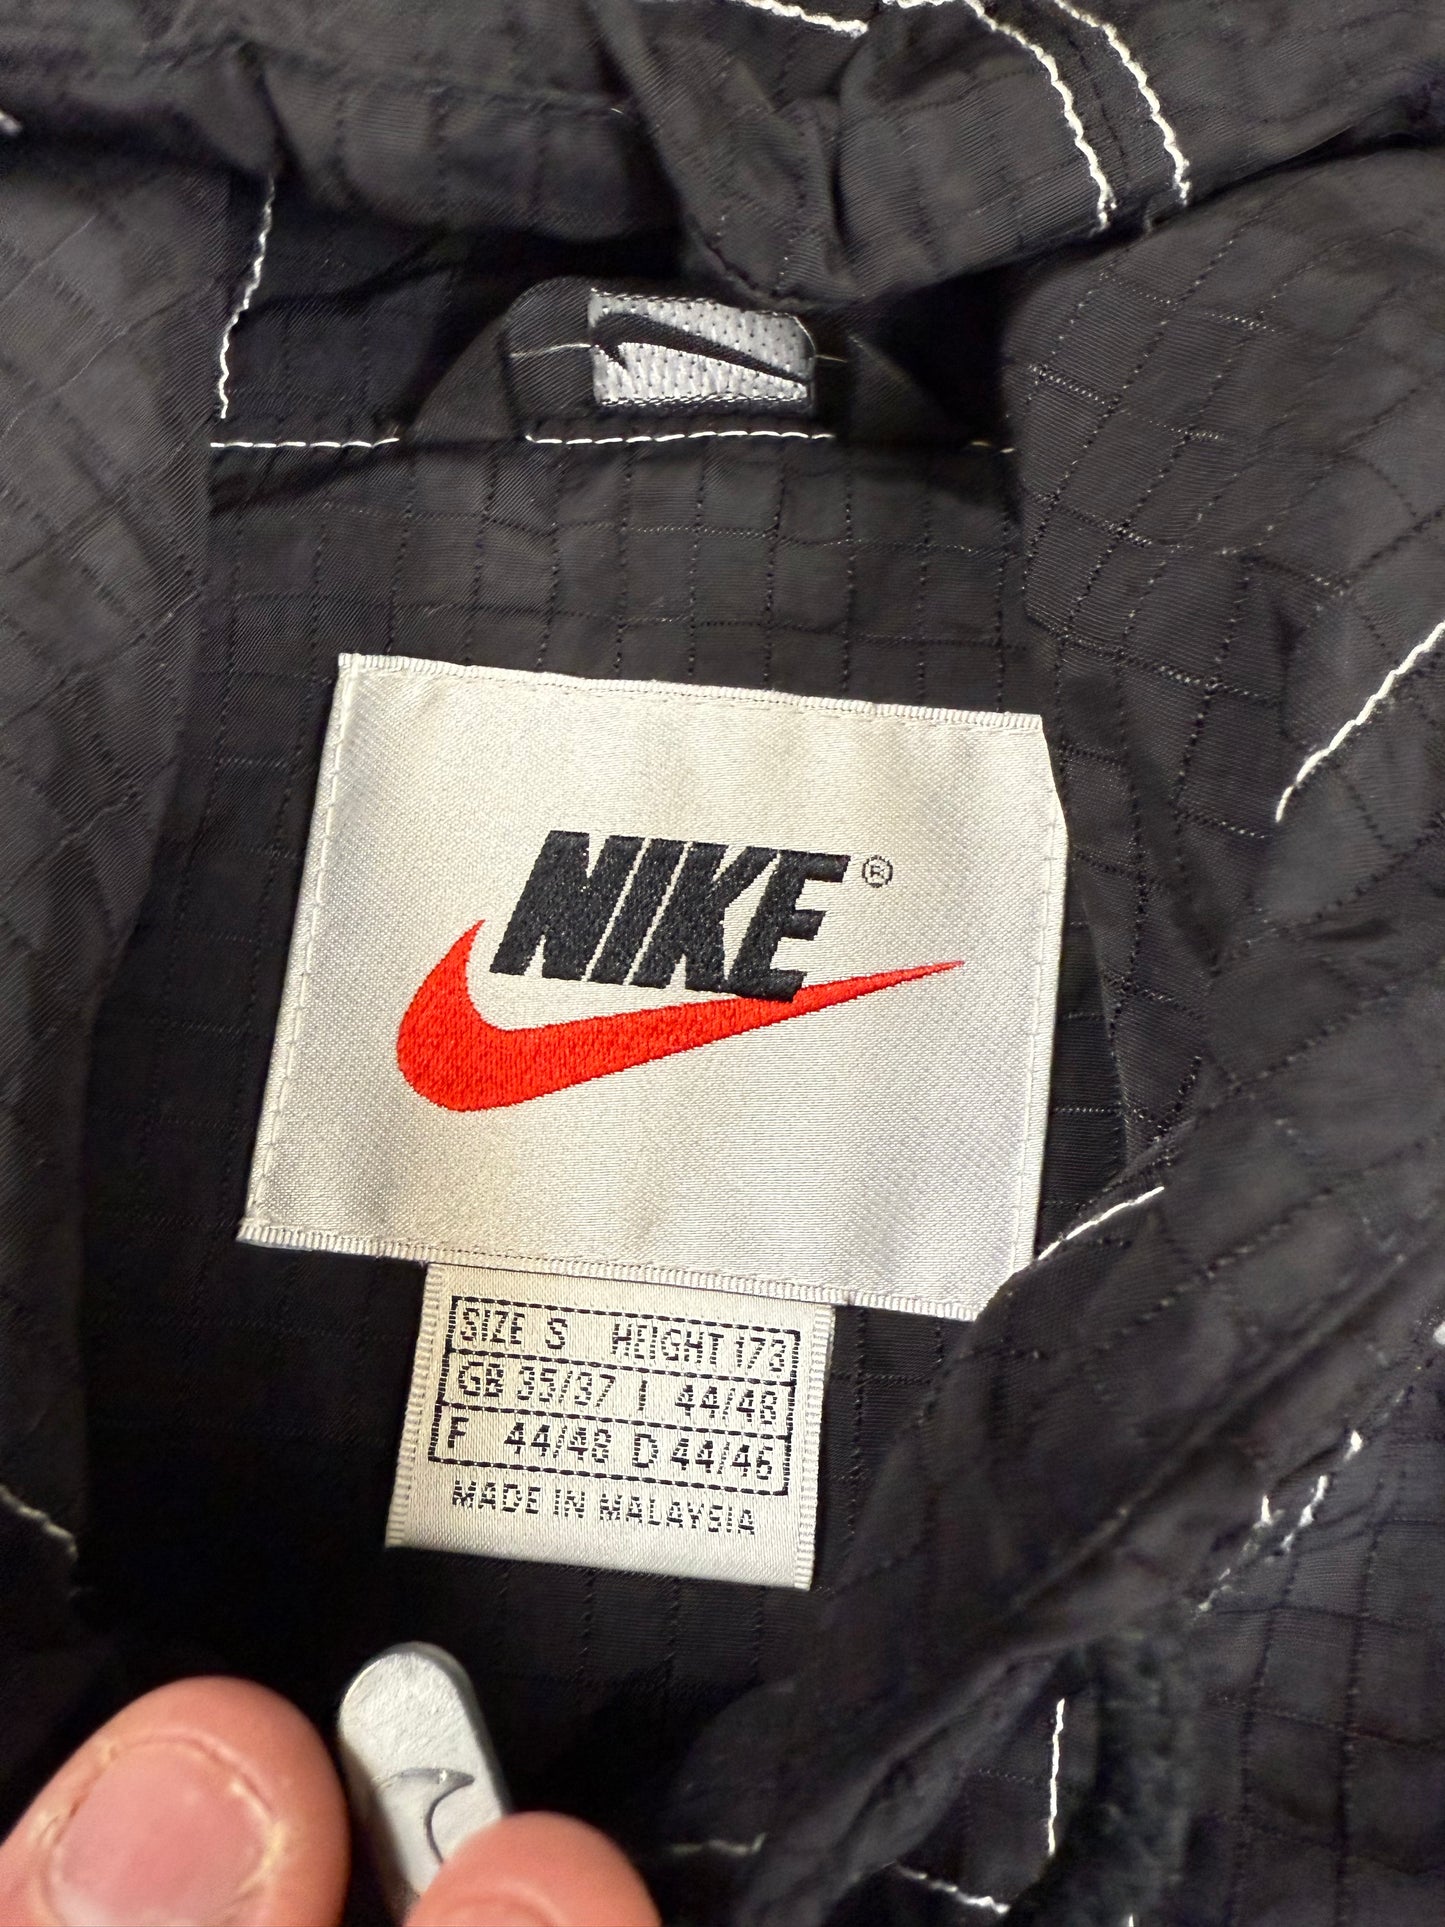 NIKE®
SIZE S HEIGHT 173
GB 35/37 I 44/48
F 44/48 D 44/46
MADE IN MALAYSIA